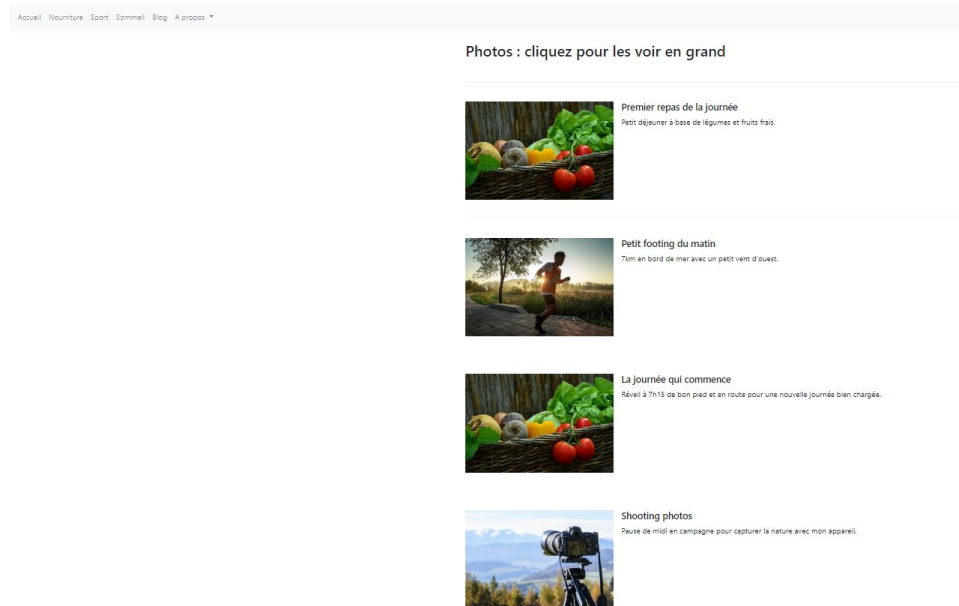 Accueil Nourriture Sport Sommeil Blog A propos
Photos : cliquez pour les voir en grand
Premier repas de la journée
Petit déjeuner à base de légumes et fruits frais.
Petit footing du matin
7km en bord de mer avec un petit vent d'ouest.
La journée qui commence
Réveil à 7h15 de bon pied et en route pour une nouvelle journée bien chargée.
Shooting photos
Pause de midi en campagne pour capturer la nature avec mon appareil.